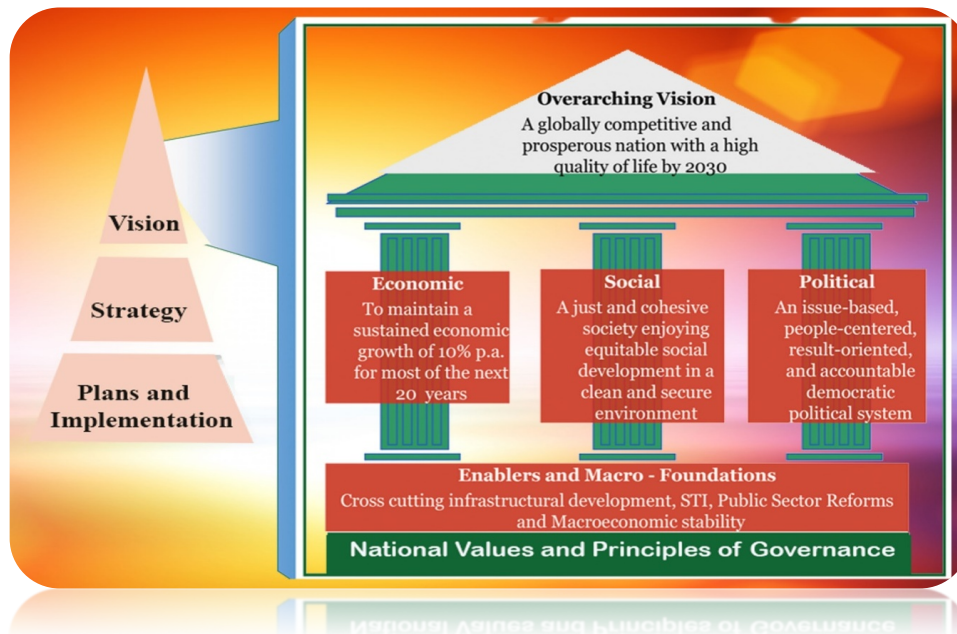 Vision
Strategy
Plans and
Implementation
Overarching Vision
A globally competitive and
prosperous nation with a high
quality of life by 2030
Economic
To maintain a
sustained economic
growth of 10% p.a.
for most of the next
20 years
Social
A just and cohesive
society enjoying
equitable social
development in a
clean and secure
environment
Political
An issue-based,
people-centered,
result-oriented,
and accountable
democratic
political system
Enablers and Macro - Foundations
Cross cutting infrastructural development, STI, Public Sector Reforms
and Macroeconomic stability
National Values and Principles of Governance